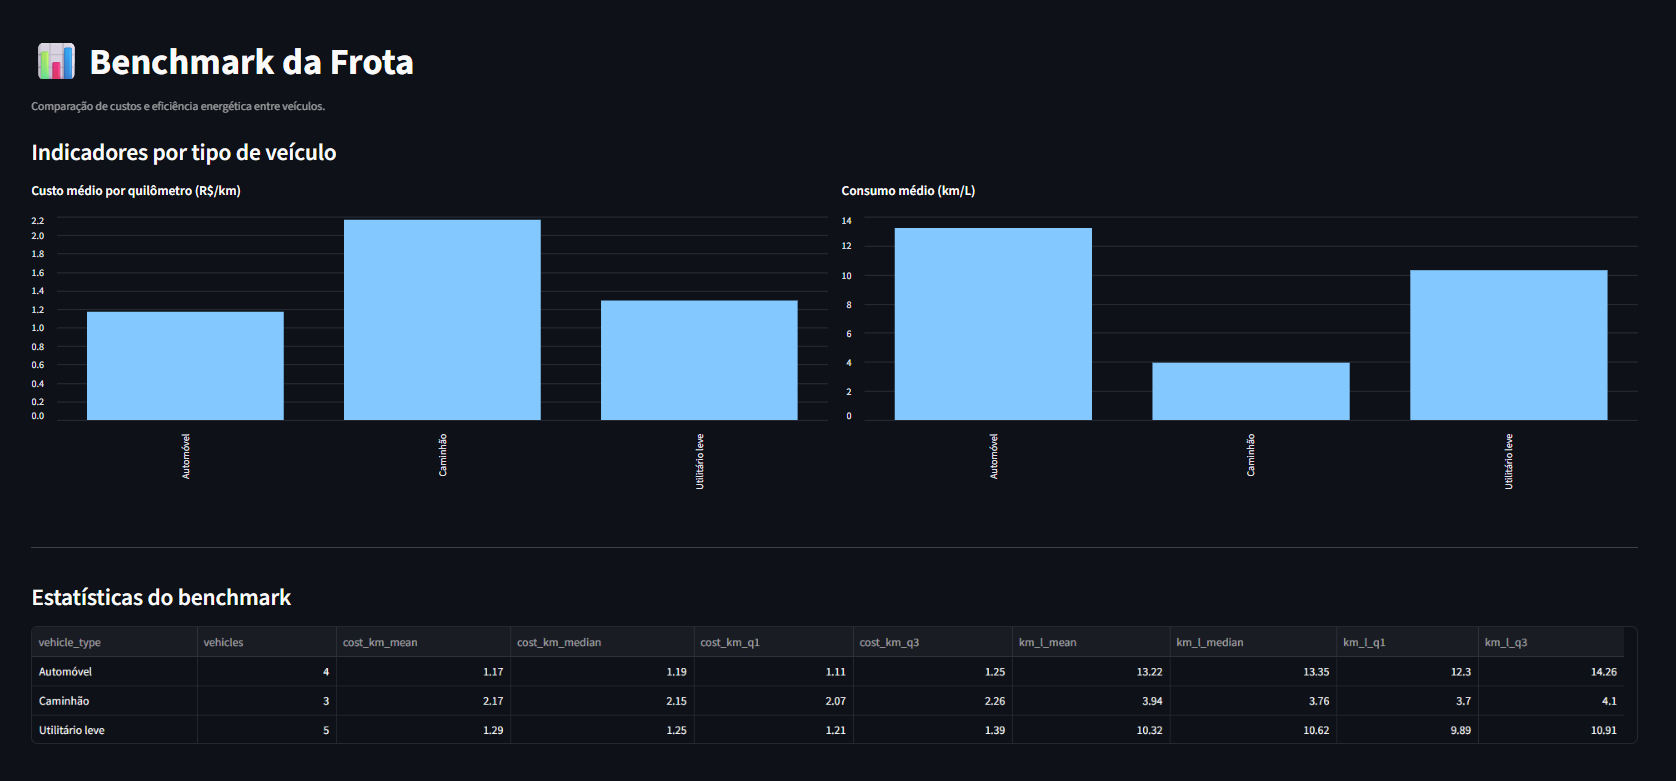 Benchmark da Frota
Comparação de custos e eficiência energética entre veículos.
Indicadores por tipo de veículo
Custo médio por quilômetro (R$/km)
2.2
2.0
1.8
1.6
1.4
1.2
1.0
0.8
0.6
0.4
0.2
0.0
Automóvel
Caminhão
Utilitário leve
Consumo médio (km/L)
14
12
10
8
6
4
2
0
Automóvel
Caminhão
Utilitário leve
Estatísticas do benchmark
vehicle_type vehicles cost_km_mean cost_km_median cost_km_q1 cost_km_q3 km_l_mean km_l_median km_l_q1 km_l_q3
Automóvel 4 1.17 1.19 1.11 1.25 13.22 13.35 12.3 14.26
Caminhão 3 2.17 2.15 2.07 2.26 3.94 3.76 3.7 4.1
Utilitário leve 5 1.29 1.25 1.21 1.39 10.32 10.62 9.89 10.91